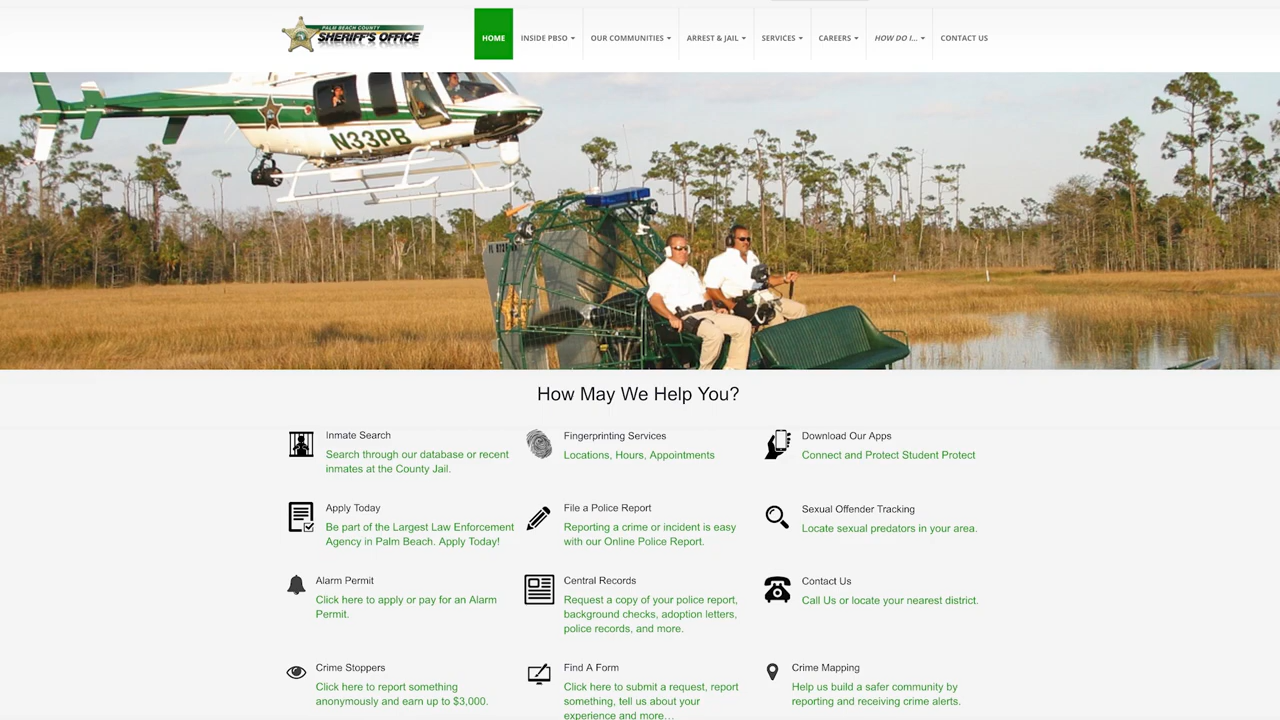 PALM BEACH COUNTY
SHERIFF'S OFFICE
HOME
INSIDE PBSO
OUR COMMUNITIES
ARREST & JAIL
SERVICES
CAREERS
HOW DO I...
CONTACT US
N33PB
How May We Help You?
Inmate Search
Search through our database or recent
inmates at the County Jail.
Fingerprinting Services
Locations, Hours, Appointments
Download Our Apps
Connect and Protect Student Protect
Apply Today
Be part of the Largest Law Enforcement
Agency in Palm Beach. Apply Today!
File a Police Report
Reporting a crime or incident is easy
with our Online Police Report.
Sexual Offender Tracking
Locate sexual predators in your area.
Alarm Permit
Click here to apply or pay for an Alarm
Permit.
Central Records
Request a copy of your police report,
background checks, adoption letters,
police records, and more.
Contact Us
Call Us or locate your nearest district.
Crime Stoppers
Click here to report something
anonymously and earn up to $3,000.
Find A Form
Click here to submit a request, report
something, tell us about your
experience and more…
Crime Mapping
Help us build a safer community by
reporting and receiving crime alerts.